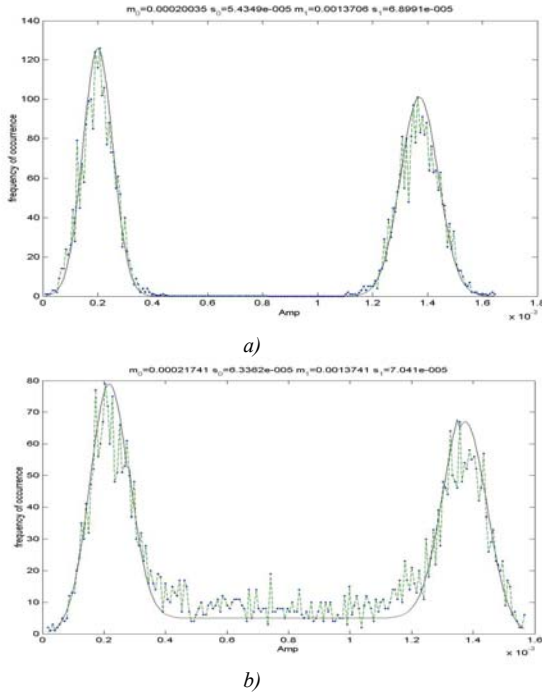 m0=0.00020035 s0=5.4349e-005 m1=0.0013706 s1=6.8991e-005
140
120
100
80
60
40
20
0
frequency of occurrence
0 0.2 0.4 0.6 0.8 1 1.2 1.4 1.6 1.8
Amp
× 10⁻³
a)
m0=0.00021741 s0=6.3362e-005 m1=0.0013741 s1=7.041e-005
80
70
60
50
40
30
20
10
0
frequency of occurrence
0 0.2 0.4 0.6 0.8 1 1.2 1.4 1.6
Amp
× 10⁻³
b)